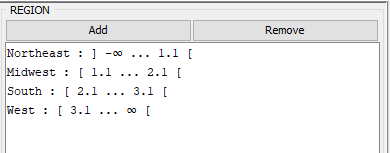 REGION
Add Remove
Northeast : ] -∞ ... 1.1 [
Midwest : [ 1.1 ... 2.1 [
South : [ 2.1 ... 3.1 [
West : [ 3.1 ... ∞ [